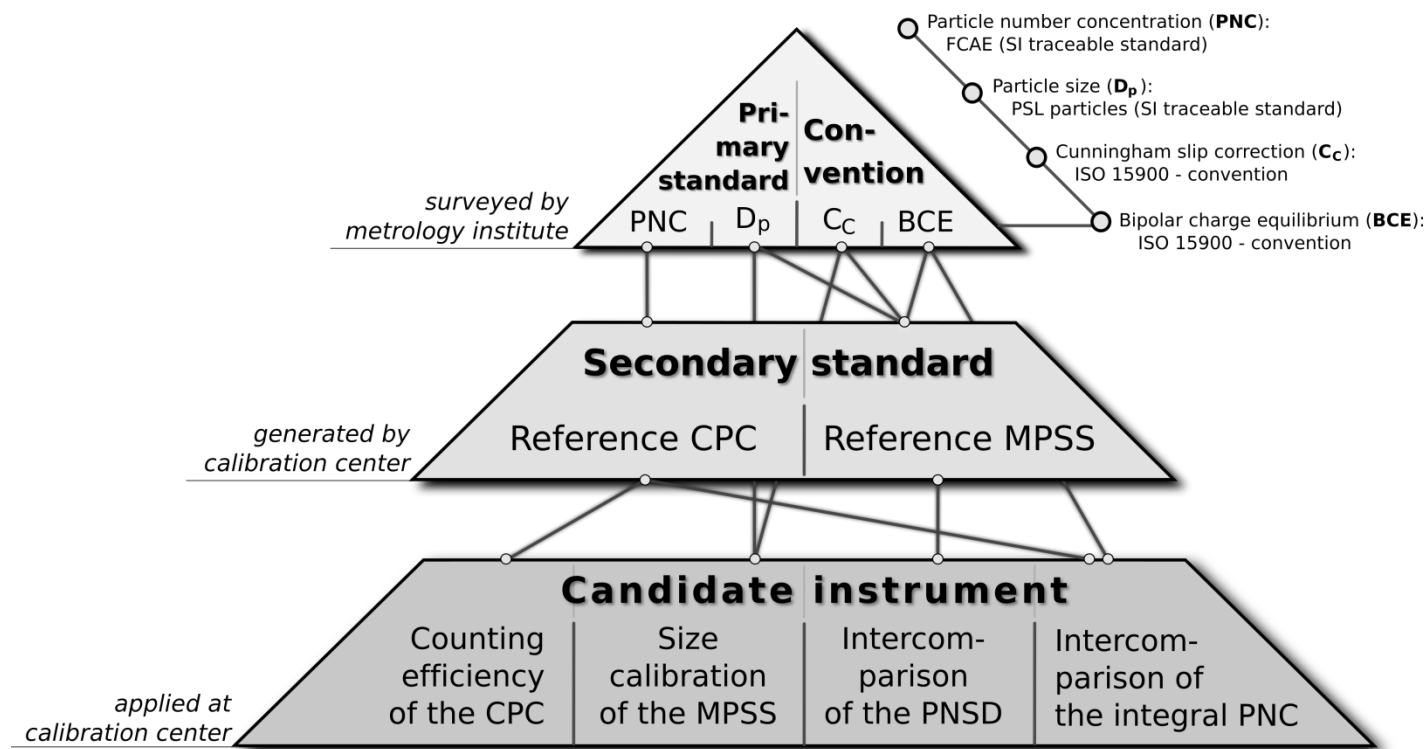 Particle number concentration (PNC):
FCAE (SI traceable standard)
Particle size (Dp):
PSL particles (SI traceable standard)
Cunningham slip correction (CC):
ISO 15900 - convention
Bipolar charge equilibrium (BCE):
ISO 15900 - convention
Pri-
mary
standard
Con-
vention
PNC
Dp
CC
BCE
surveyed by
metrology institute
Secondary standard
Reference CPC
Reference MPSS
generated by
calibration center
Candidate instrument
Counting
efficiency
of the CPC
Size
calibration
of the MPSS
Intercom-
parison
of the PNSD
Intercom-
parison of
the integral PNC
applied at
calibration center